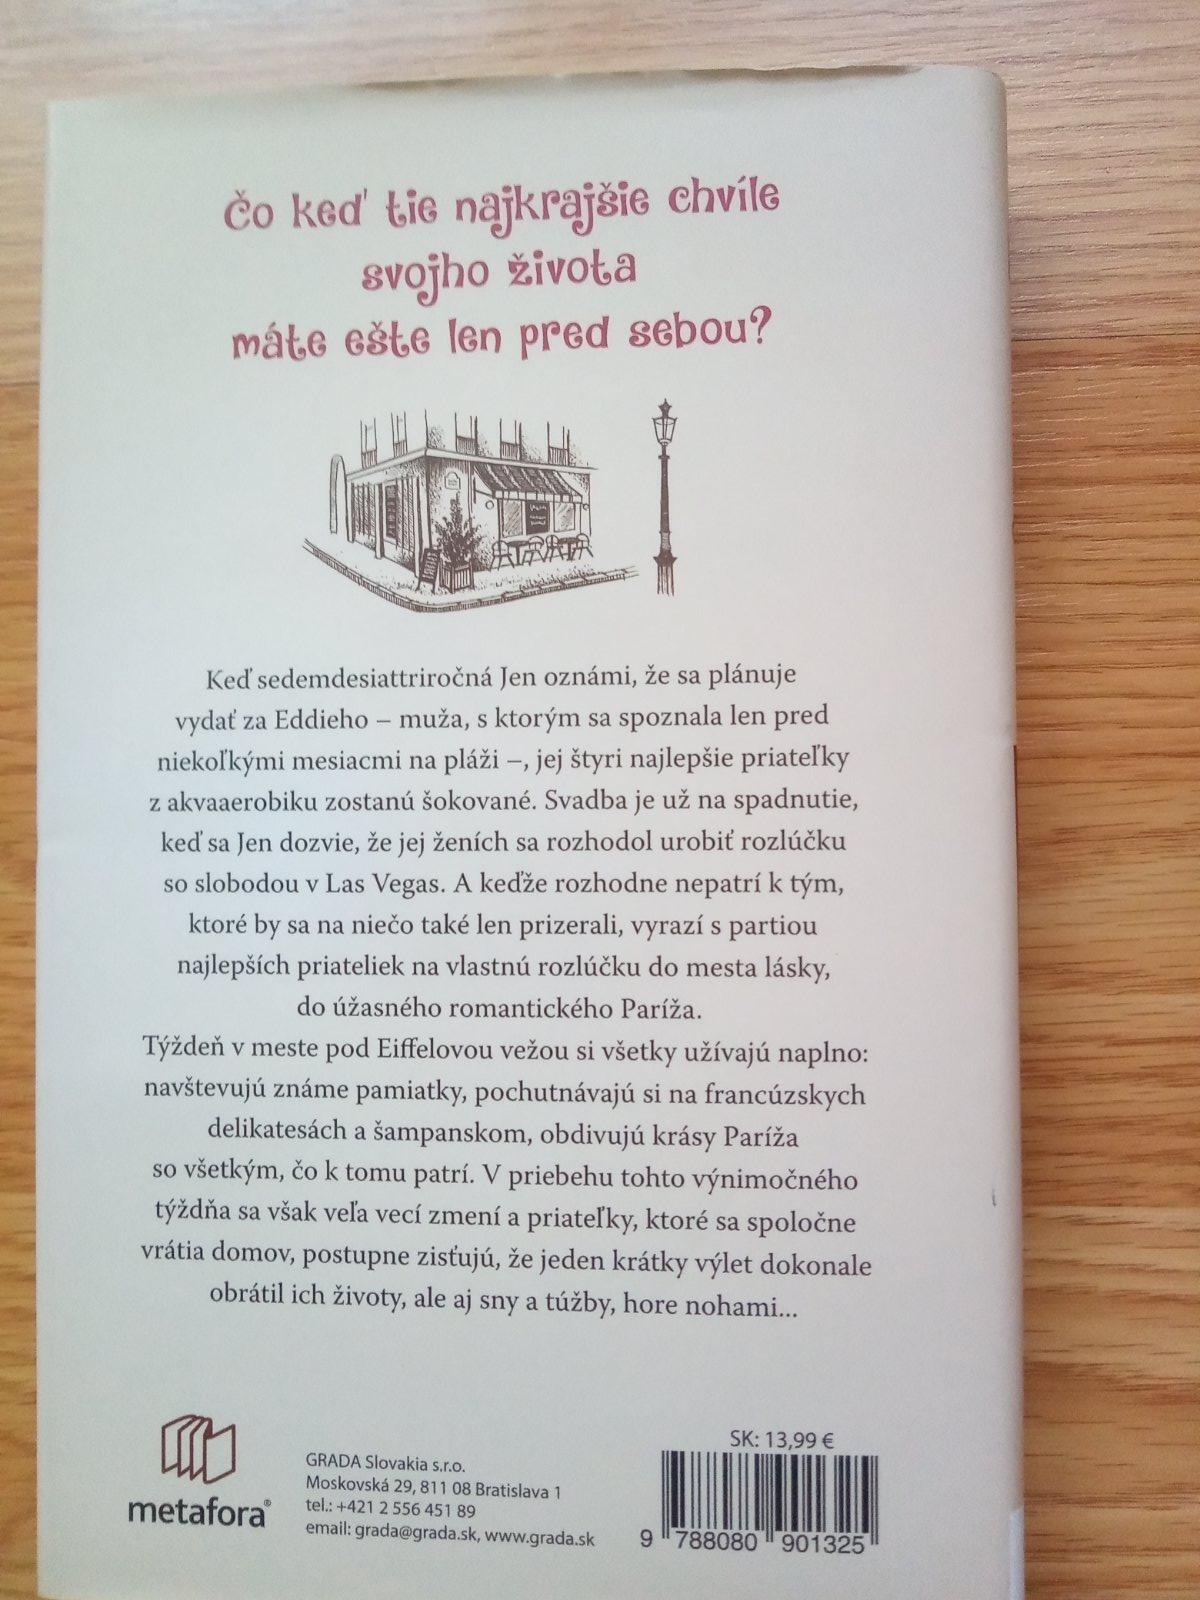 Čo keď tie najkrajšie chvíle
svojho života
máte ešte len pred sebou?
Keď sedemdesiattriročná Jen oznámi, že sa plánuje
vydať za Eddieho – muža, s ktorým sa spoznala len pred
niekoľkými mesiacmi na pláži –, jej štyri najlepšie priateľky
z akvaaerobiku zostanú šokované. Svadba je už na spadnutie,
keď sa Jen dozvie, že jej ženích sa rozhodol urobiť rozlúčku
so slobodou v Las Vegas. A keďže rozhodne nepatrí k tým,
ktoré by sa na niečo také len prizerali, vyrazí s partiou
najlepších priateliek na vlastnú rozlúčku do mesta lásky,
do úžasného romantického Paríža.
Týždeň v meste pod Eiffelovou vežou si všetky užívajú naplno:
navštevujú známe pamiatky, pochutnávajú si na francúzskych
delikatesách a šampanskom, obdivujú krásy Paríža
so všetkým, čo k tomu patrí. V priebehu tohto výnimočného
týždňa sa však veľa vecí zmení a priateľky, ktoré sa spoločne
vrátia domov, postupne zisťujú, že jeden krátky výlet dokonale
obrátil ich životy, ale aj sny a túžby, hore nohami...
metafora®
GRADA Slovakia s.r.o.
Moskovská 29, 811 08 Bratislava 1
tel.: +421 2 556 451 89
email: grada@grada.sk, www.grada.sk
SK: 13,99 €
9 788080 901325